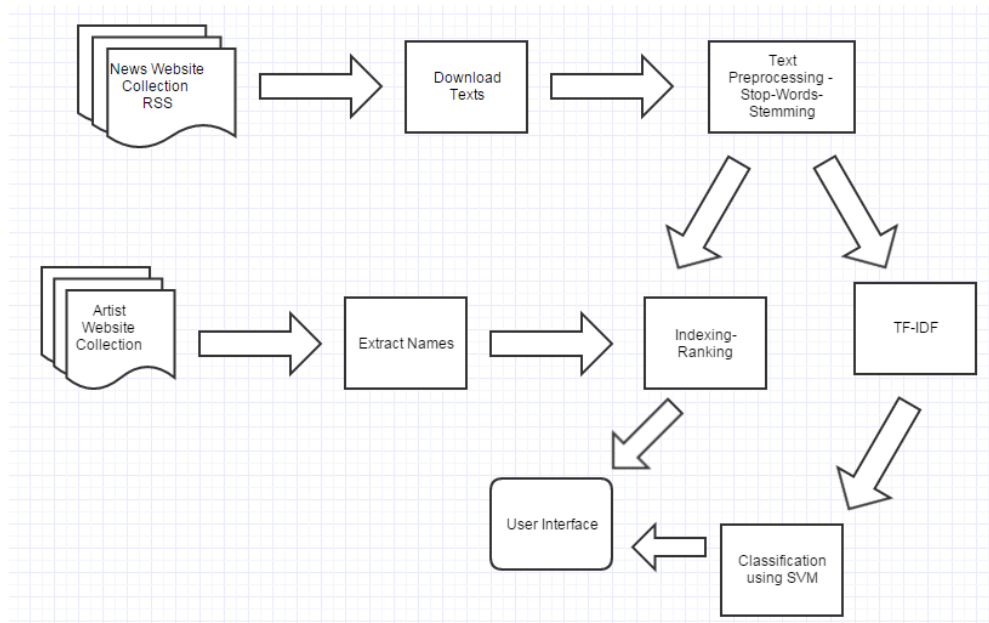 News Website
Collection
RSS
Download
Texts
Text
Preprocessing -
Stop-Words-
Stemming
Artist
Website
Collection
Extract Names
Indexing-
Ranking
TF-IDF
User Interface
Classification
using SVM